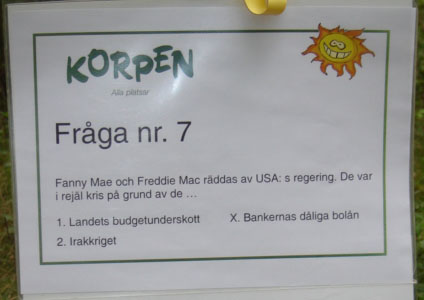 KORPEN
Alla platser
Fråga nr. 7
Fanny Mae och Freddie Mac räddas av USA: s regering. De var
i rejäl kris på grund av de ...
1. Landets budgetunderskott X. Bankernas dåliga bolån
2. Irakkriget